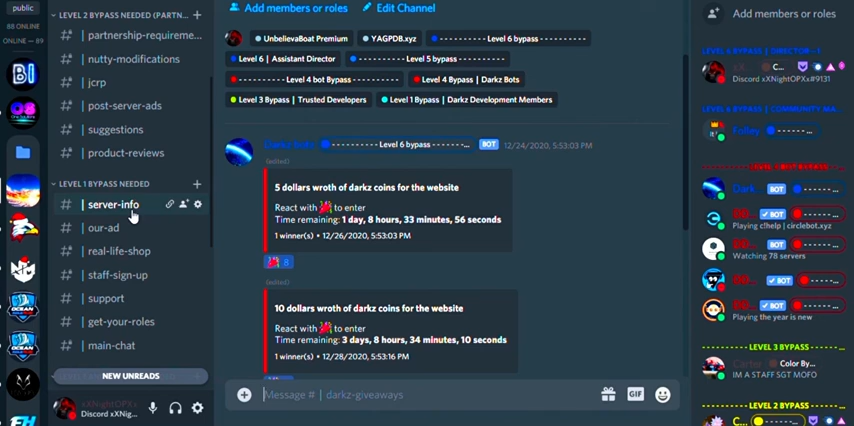 public
88 ONLINE
ONLINE — 89
LEVEL 2 BYPASS NEEDED (PARTN...
# | partnership-requireme...
# | nutty-modifications
# | jcrp
# | post-server-ads
# | suggestions
# | product-reviews
LEVEL 1 BYPASS NEEDED
# | server-info
# | our-ad
# | real-life-shop
# | staff-sign-up
# | support
# | get-your-roles
# | main-chat
NEW UNREADS
xXNightOPXx
Discord xXNig...
Add members or roles
Edit Channel
UnbelievaBoat Premium
YAGPDB.xyz
- - - - - - - - - - Level 6 bypass - - - - - - - - - -
Level 6 | Assistant Director
- - - - - - - - - - Level 5 bypass - - - - - - - - - -
- - - - - - - - - - Level 4 bot Bypass - - - - - - - - - -
Level 4 Bypass | Darkz Bots
Level 3 Bypass | Trusted Developers
Level 1 Bypass | Darkz Development Members
- - - - - - - - - - Level 6 bypass - - - - - - -...
BOT
12/24/2020, 5:53:03 PM
(edited)
5 dollars wroth of darkz coins for the website
React with to enter
Time remaining: 1 day, 8 hours, 33 minutes, 56 seconds
1 winner(s) • 12/26/2020, 5:53:03 PM
8
(edited)
10 dollars wroth of darkz coins for the website
React with to enter
Time remaining: 3 days, 8 hours, 34 minutes, 10 seconds
1 winner(s) • 12/28/2020, 5:53:16 PM
Message # | darkz-giveaways
GIF
Add members or roles
LEVEL 6 BYPASS | DIRECTOR—1
xX...
C...
Discord xXNightOPXx#9131
LEVEL 6 BYPASS | COMMUNITY MA...
Folley
- - - - - -...
Dark...
BOT
- - - - - -...
BOT
- - - - - -...
Playing c!help | circlebot.xyz
BOT
- - - - - -...
Watching 78 servers
BOT
- - - - - -...
BOT
- - - - - -...
Playing the year is new
LEVEL 3 BYPASS
Carter
Color By...
IM A STAFF SGT MOFO
LEVEL 2 BYPASS
C...
- - - - - -...